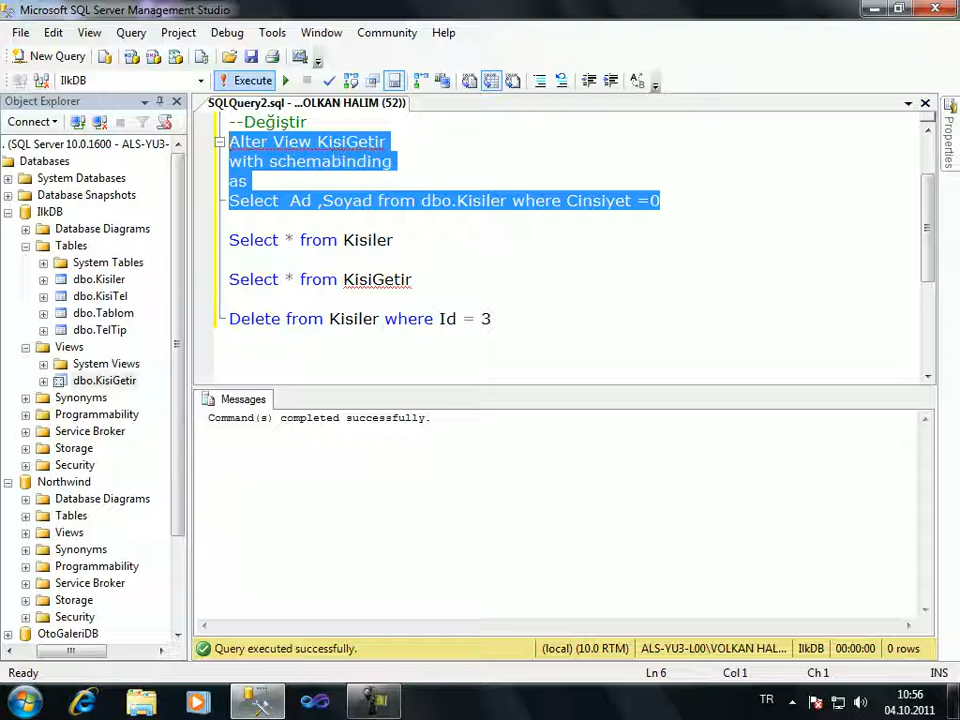 Microsoft SQL Server Management Studio
File Edit View Query Project Debug Tools Window Community Help
New Query
IlkDB Execute
Object Explorer
SQLQuery2.sql - ...OLKAN HALIM (52))
Connect
. (SQL Server 10.0.1600 - ALS-YU3-
Databases
System Databases
Database Snapshots
IlkDB
Database Diagrams
Tables
System Tables
dbo.Kisiler
dbo.KisiTel
dbo.Tablom
dbo.TelTip
Views
System Views
dbo.KisiGetir
Synonyms
Programmability
Service Broker
Storage
Security
Northwind
Database Diagrams
Tables
Views
Synonyms
Programmability
Service Broker
Storage
Security
OtoGaleriDB
--Değiştir
Alter View KisiGetir
with schemabinding
as
Select Ad ,Soyad from dbo.Kisiler where Cinsiyet =0
Select * from Kisiler
Select * from KisiGetir
Delete from Kisiler where Id = 3
Messages
Command(s) completed successfully.
Properties
Query executed successfully. (local) (10.0 RTM) ALS-YU3-L00\VOLKAN HAL... IlkDB 00:00:00 0 rows
Ready Ln 6 Col 1 Ch 1 INS
TR 10:56
04.10.2011